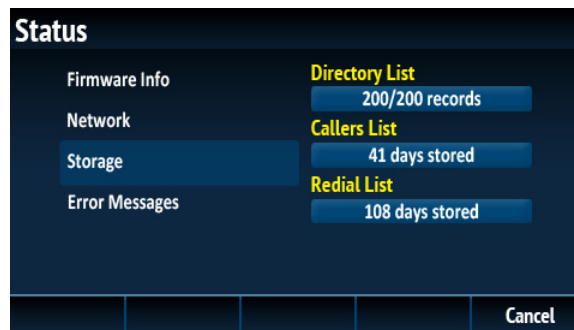 Status
Firmware Info
Network
Storage
Error Messages
Directory List
200/200 records
Callers List
41 days stored
Redial List
108 days stored
Cancel